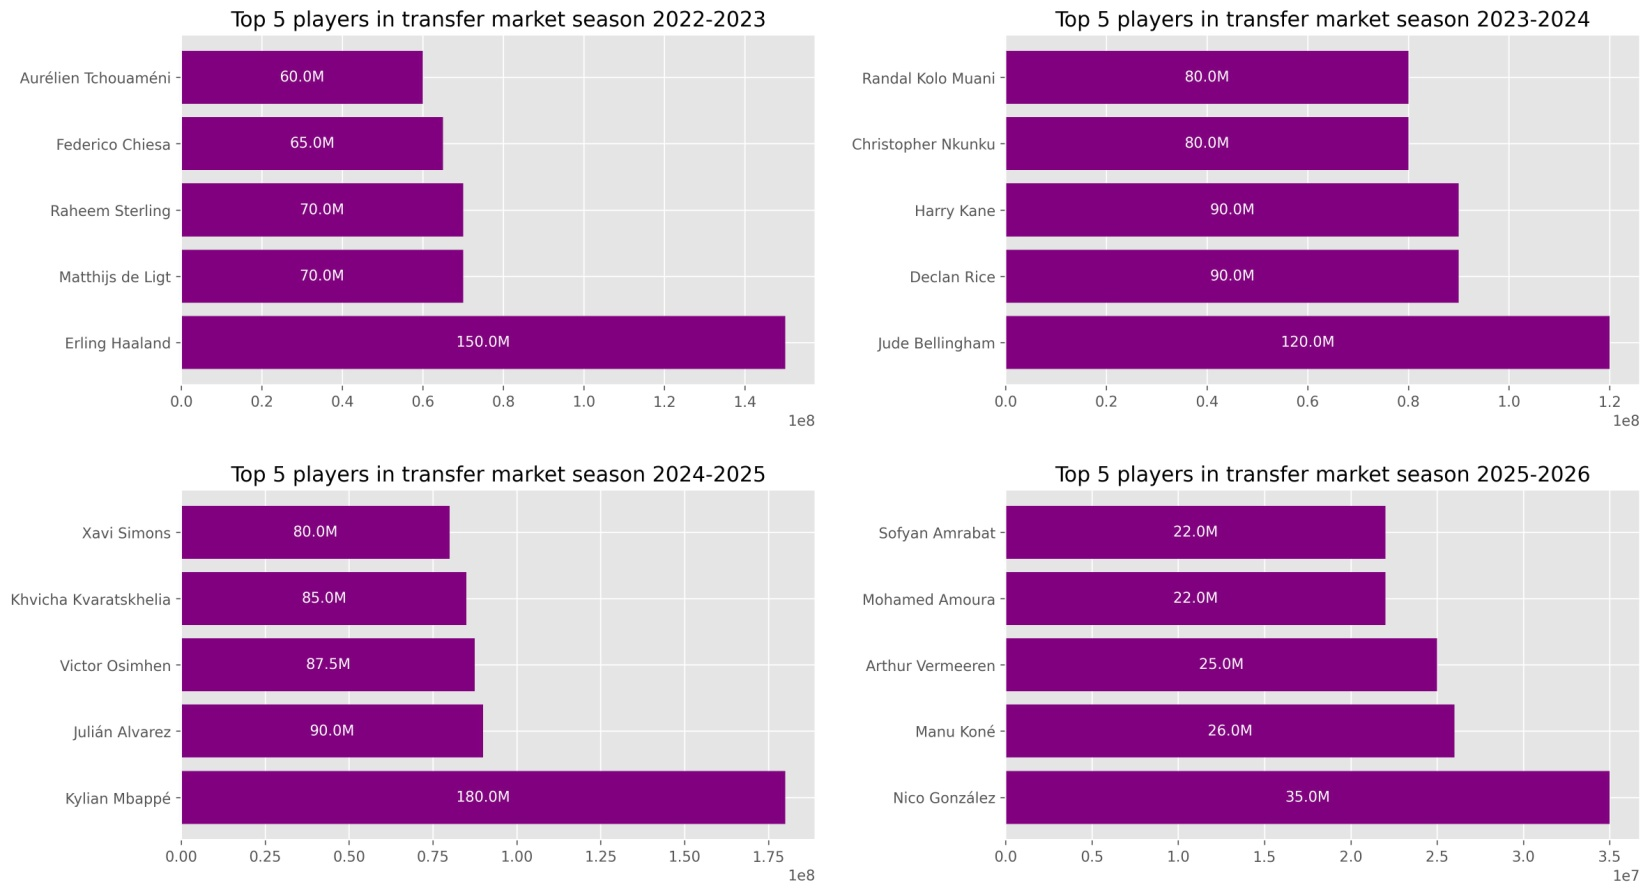 Top 5 players in transfer market season 2022-2023
Aurélien Tchouaméni
60.0M
Federico Chiesa
65.0M
Raheem Sterling
70.0M
Matthijs de Ligt
70.0M
Erling Haaland
150.0M
0.0 0.2 0.4 0.6 0.8 1.0 1.2 1.4
1e8
Top 5 players in transfer market season 2023-2024
Randal Kolo Muani
80.0M
Christopher Nkunku
80.0M
Harry Kane
90.0M
Declan Rice
90.0M
Jude Bellingham
120.0M
0.0 0.2 0.4 0.6 0.8 1.0 1.2
1e8
Top 5 players in transfer market season 2024-2025
Xavi Simons
80.0M
Khvicha Kvaratskhelia
85.0M
Victor Osimhen
87.5M
Julián Alvarez
90.0M
Kylian Mbappé
180.0M
0.00 0.25 0.50 0.75 1.00 1.25 1.50 1.75
1e8
Top 5 players in transfer market season 2025-2026
Sofyan Amrabat
22.0M
Mohamed Amoura
22.0M
Arthur Vermeeren
25.0M
Manu Koné
26.0M
Nico González
35.0M
0.0 0.5 1.0 1.5 2.0 2.5 3.0 3.5
1e7